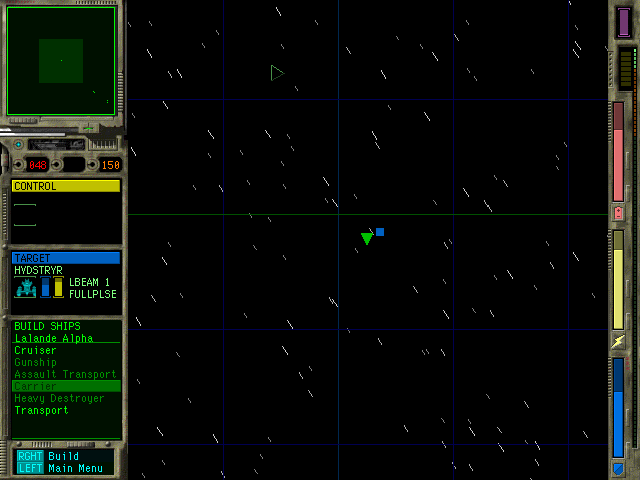 048
150
CONTROL
TARGET
HYDSTRYR
LBEAM 1
FULLPLSE
BUILD SHIPS
Lalande Alpha
Cruiser
Gunship
Assault Transport
Carrier
Heavy Destroyer
Transport
RGHT Build
LEFT Main Menu